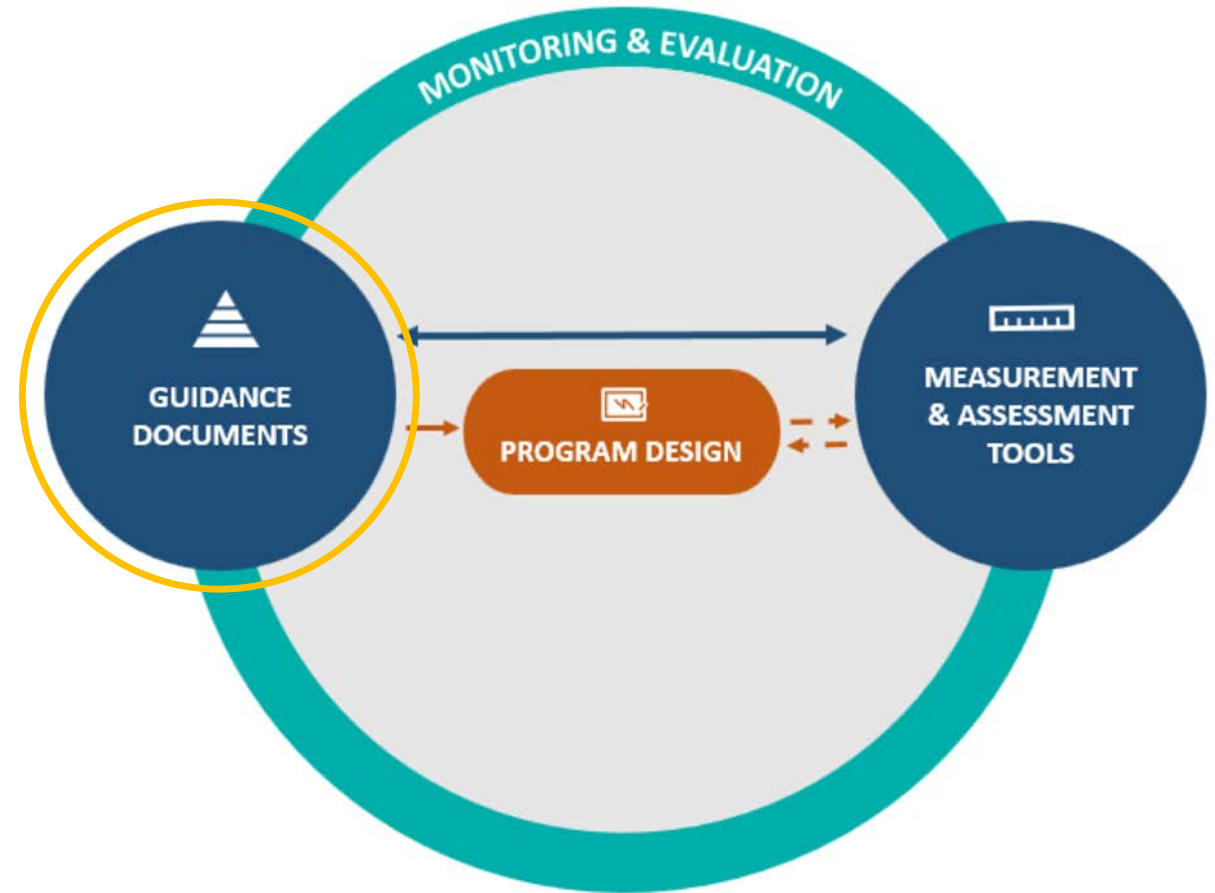 MONITORING & EVALUATION
GUIDANCE
DOCUMENTS
PROGRAM DESIGN
MEASUREMENT
& ASSESSMENT
TOOLS